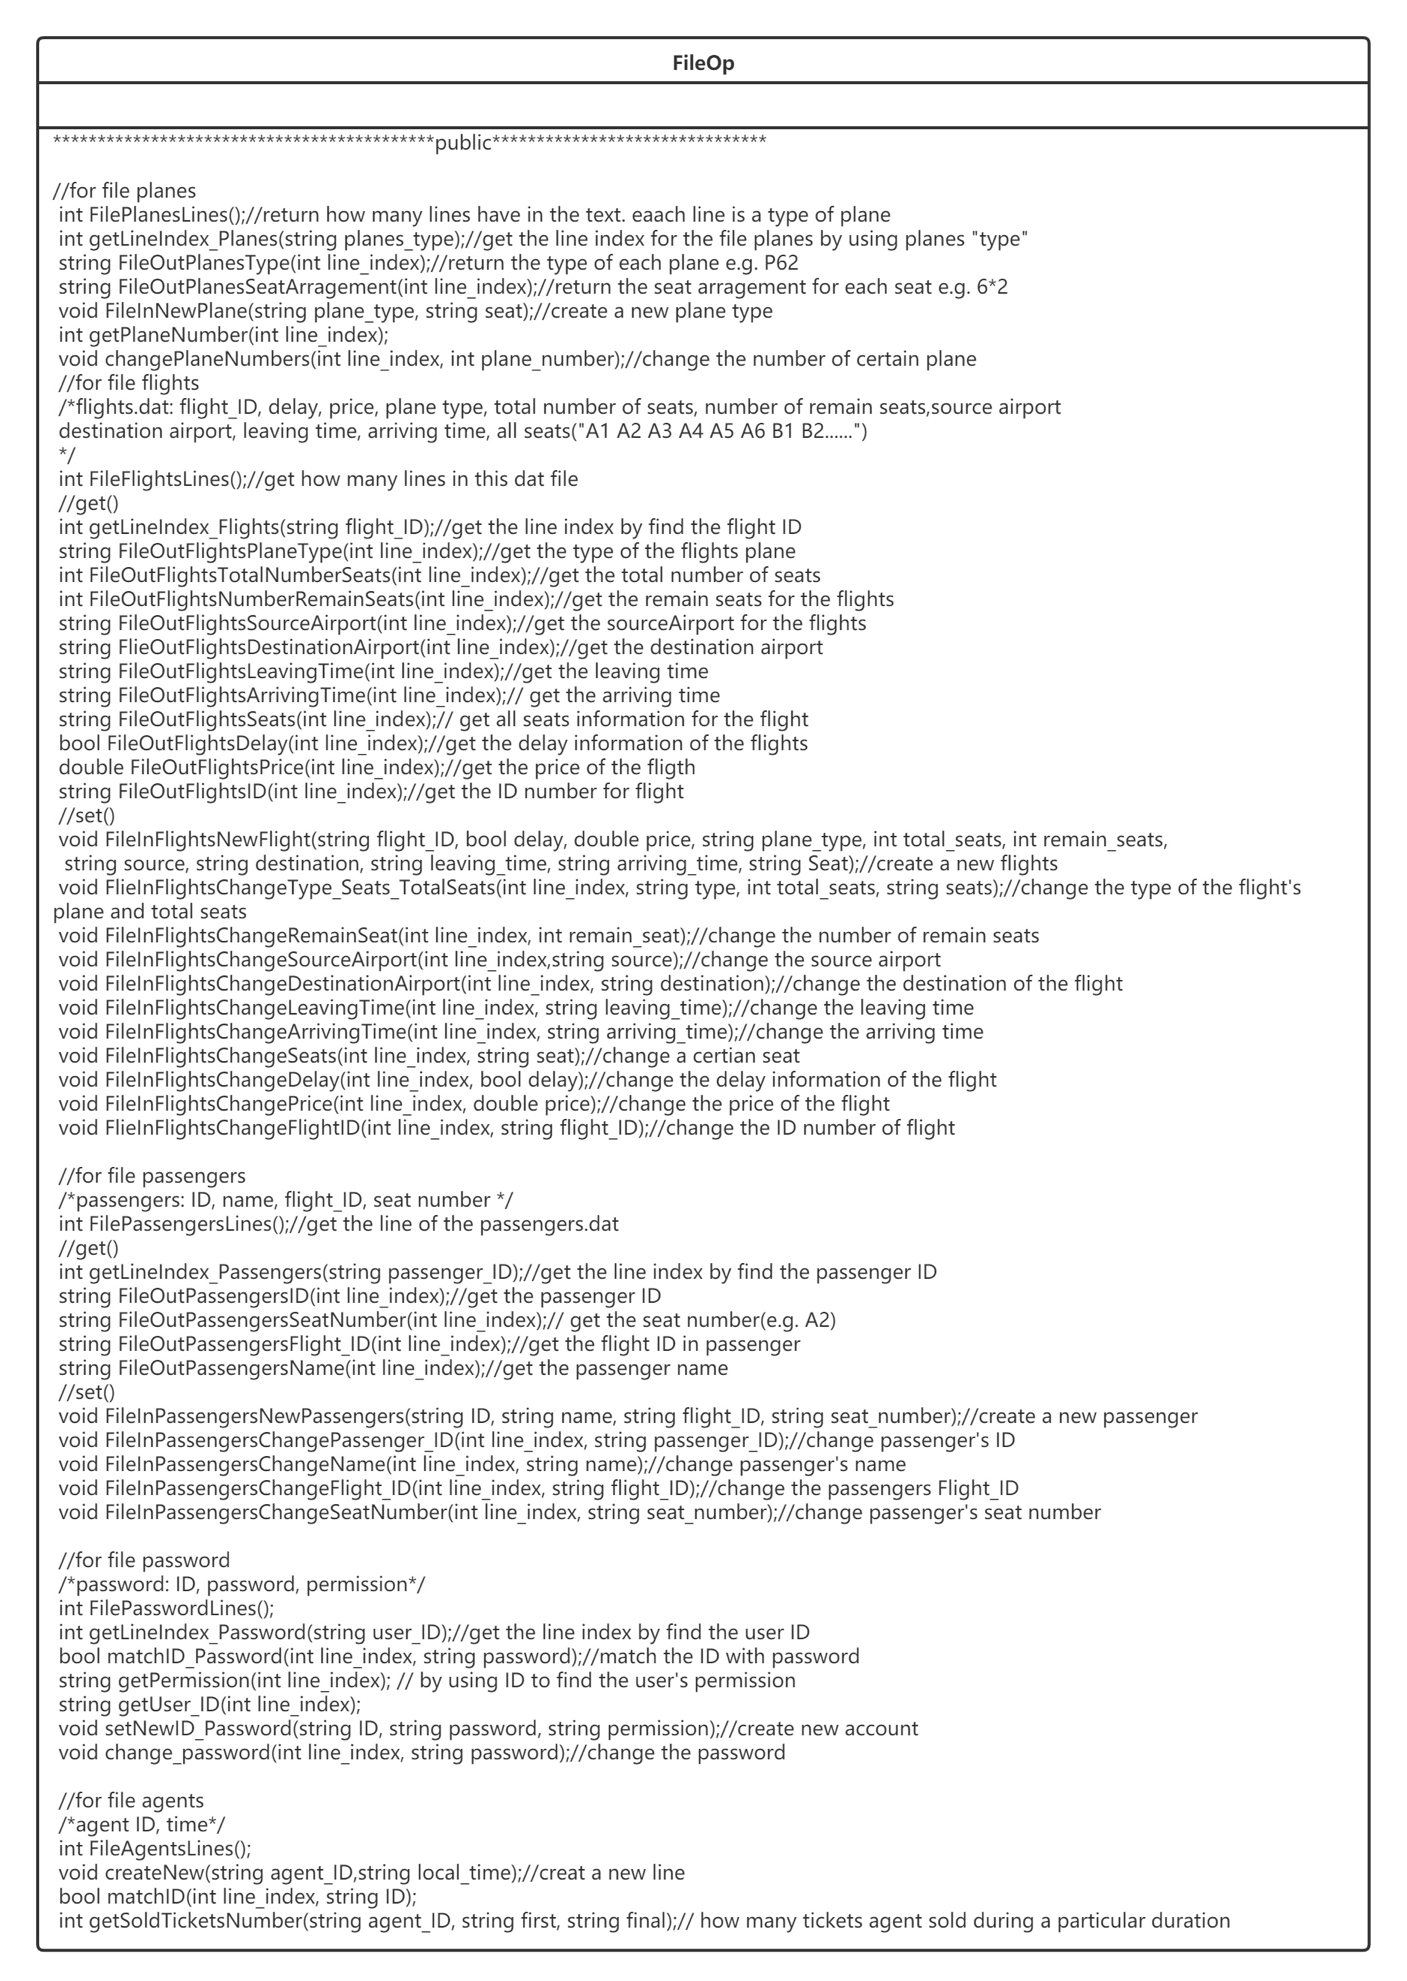 FileOp
*******************************************public*******************************
//for file planes
int FilePlanesLines();//return how many lines have in the text. eaach line is a type of plane
int getLineIndex_Planes(string planes_type);//get the line index for the file planes by using planes "type"
string FileOutPlanesType(int line_index);//return the type of each plane e.g. P62
string FileOutPlanesSeatArragement(int line_index);//return the seat arragement for each seat e.g. 6*2
void FileInNewPlane(string plane_type, string seat);//create a new plane type
int getPlaneNumber(int line_index);
void changePlaneNumbers(int line_index, int plane_number);//change the number of certain plane
//for file flights
/*flights.dat: flight_ID, delay, price, plane type, total number of seats, number of remain seats,source airport
destination airport, leaving time, arriving time, all seats("A1 A2 A3 A4 A5 A6 B1 B2......")
*/
int FileFlightsLines();//get how many lines in this dat file
//get()
int getLineIndex_Flights(string flight_ID);//get the line index by find the flight ID
string FileOutFlightsPlaneType(int line_index);//get the type of the flights plane
int FileOutFlightsTotalNumberSeats(int line_index);//get the total number of seats
int FileOutFlightsNumberRemainSeats(int line_index);//get the remain seats for the flights
string FileOutFlightsSourceAirport(int line_index);//get the sourceAirport for the flights
string FlieOutFlightsDestinationAirport(int line_index);//get the destination airport
string FileOutFlightsLeavingTime(int line_index);//get the leaving time
string FileOutFlightsArrivingTime(int line_index);// get the arriving time
string FileOutFlightsSeats(int line_index);// get all seats information for the flight
bool FileOutFlightsDelay(int line_index);//get the delay information of the flights
double FileOutFlightsPrice(int line_index);//get the price of the fligth
string FileOutFlightsID(int line_index);//get the ID number for flight
//set()
void FileInFlightsNewFlight(string flight_ID, bool delay, double price, string plane_type, int total_seats, int remain_seats,
string source, string destination, string leaving_time, string arriving_time, string Seat);//create a new flights
void FlieInFlightsChangeType_Seats_TotalSeats(int line_index, string type, int total_seats, string seats);//change the type of the flight's
plane and total seats
void FileInFlightsChangeRemainSeat(int line_index, int remain_seat);//change the number of remain seats
void FileInFlightsChangeSourceAirport(int line_index,string source);//change the source airport
void FileInFlightsChangeDestinationAirport(int line_index, string destination);//change the destination of the flight
void FileInFlightsChangeLeavingTime(int line_index, string leaving_time);//change the leaving time
void FileInFlightsChangeArrivingTime(int line_index, string arriving_time);//change the arriving time
void FileInFlightsChangeSeats(int line_index, string seat);//change a certian seat
void FileInFlightsChangeDelay(int line_index, bool delay);//change the delay information of the flight
void FileInFlightsChangePrice(int line_index, double price);//change the price of the flight
void FlieInFlightsChangeFlightID(int line_index, string flight_ID);//change the ID number of flight
//for file passengers
/*passengers: ID, name, flight_ID, seat number */
int FilePassengersLines();//get the line of the passengers.dat
//get()
int getLineIndex_Passengers(string passenger_ID);//get the line index by find the passenger ID
string FileOutPassengersID(int line_index);//get the passenger ID
string FileOutPassengersSeatNumber(int line_index);// get the seat number(e.g. A2)
string FileOutPassengersFlight_ID(int line_index);//get the flight ID in passenger
string FileOutPassengersName(int line_index);//get the passenger name
//set()
void FileInPassengersNewPassengers(string ID, string name, string flight_ID, string seat_number);//create a new passenger
void FileInPassengersChangePassenger_ID(int line_index, string passenger_ID);//change passenger's ID
void FileInPassengersChangeName(int line_index, string name);//change passenger's name
void FileInPassengersChangeFlight_ID(int line_index, string flight_ID);//change the passengers Flight_ID
void FileInPassengersChangeSeatNumber(int line_index, string seat_number);//change passenger's seat number
//for file password
/*password: ID, password, permission*/
int FilePasswordLines();
int getLineIndex_Password(string user_ID);//get the line index by find the user ID
bool matchID_Password(int line_index, string password);//match the ID with password
string getPermission(int line_index); // by using ID to find the user's permission
string getUser_ID(int line_index);
void setNewID_Password(string ID, string password, string permission);//create new account
void change_password(int line_index, string password);//change the password
//for file agents
/*agent ID, time*/
int FileAgentsLines();
void createNew(string agent_ID,string local_time);//creat a new line
bool matchID(int line_index, string ID);
int getSoldTicketsNumber(string agent_ID, string first, string final);// how many tickets agent sold during a particular duration